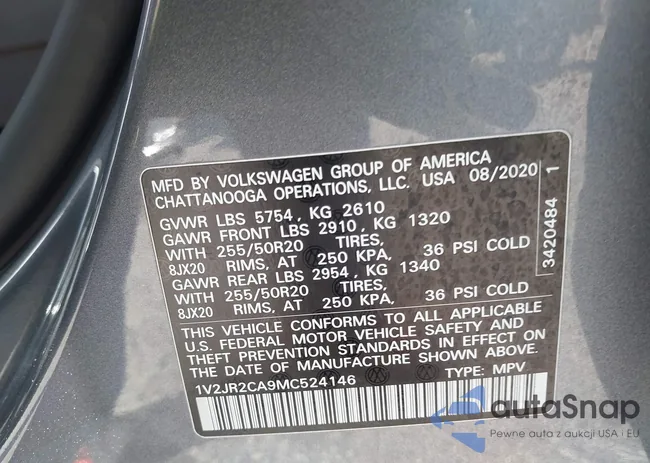 MFD BY VOLKSWAGEN GROUP OF AMERICA
CHATTANOOGA OPERATIONS, LLC. USA 08/2020
GVWR LBS 5754 , KG 2610
GAWR FRONT LBS 2910 , KG 1320
WITH 255/50R20 TIRES,
8JX20 RIMS, AT 250 KPA, 36 PSI COLD
GAWR REAR LBS 2954 , KG 1340
WITH 255/50R20 TIRES,
8JX20 RIMS, AT 250 KPA, 36 PSI COLD
THIS VEHICLE CONFORMS TO ALL APPLICABLE
U.S. FEDERAL MOTOR VEHICLE SAFETY AND
THEFT PREVENTION STANDARDS IN EFFECT ON
THE DATE OF MANUFACTURE SHOWN ABOVE.
1V2JR2CA9MC524146 TYPE: MPV
3420484 1
autoSnap
Pewne auta z aukcji USA i EU